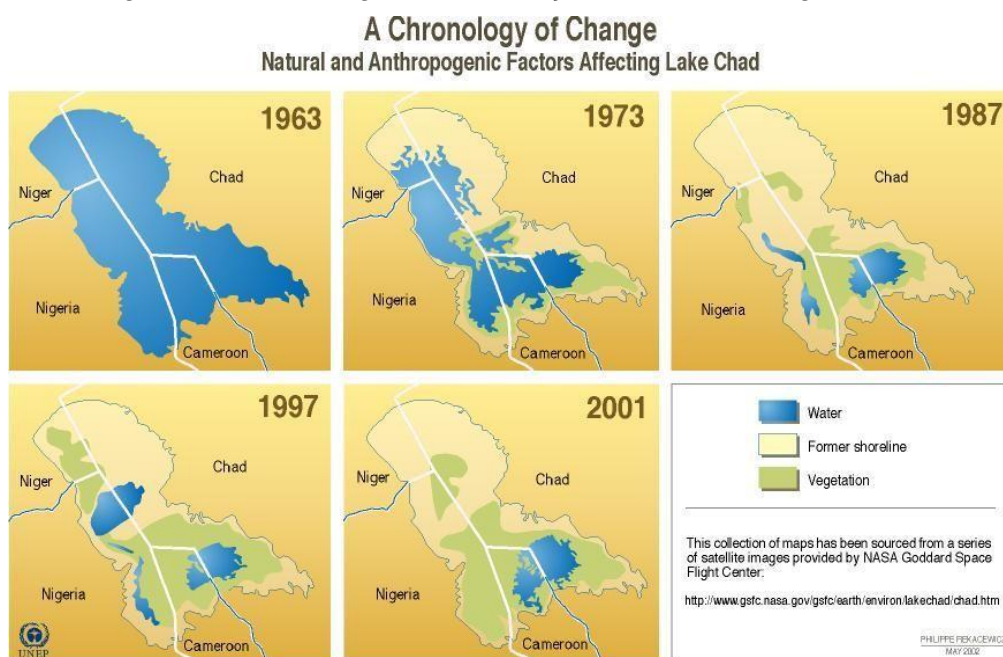 A Chronology of Change
Natural and Anthropogenic Factors Affecting Lake Chad
1963
Niger
Chad
Nigeria
Cameroon
1973
Niger
Chad
Nigeria
Cameroon
1987
Niger
Chad
Nigeria
Cameroon
1997
Niger
Chad
Nigeria
Cameroon
UNEP
2001
Niger
Chad
Nigeria
Cameroon
Water
Former shoreline
Vegetation
This collection of maps has been sourced from a series
of satellite images provided by NASA Goddard Space
Flight Center:
http://www.gsfc.nasa.gov/gsfc/earth/environ/lakechad/chad.htm
PHILIPPE REKACEWICZ
MAY 2002